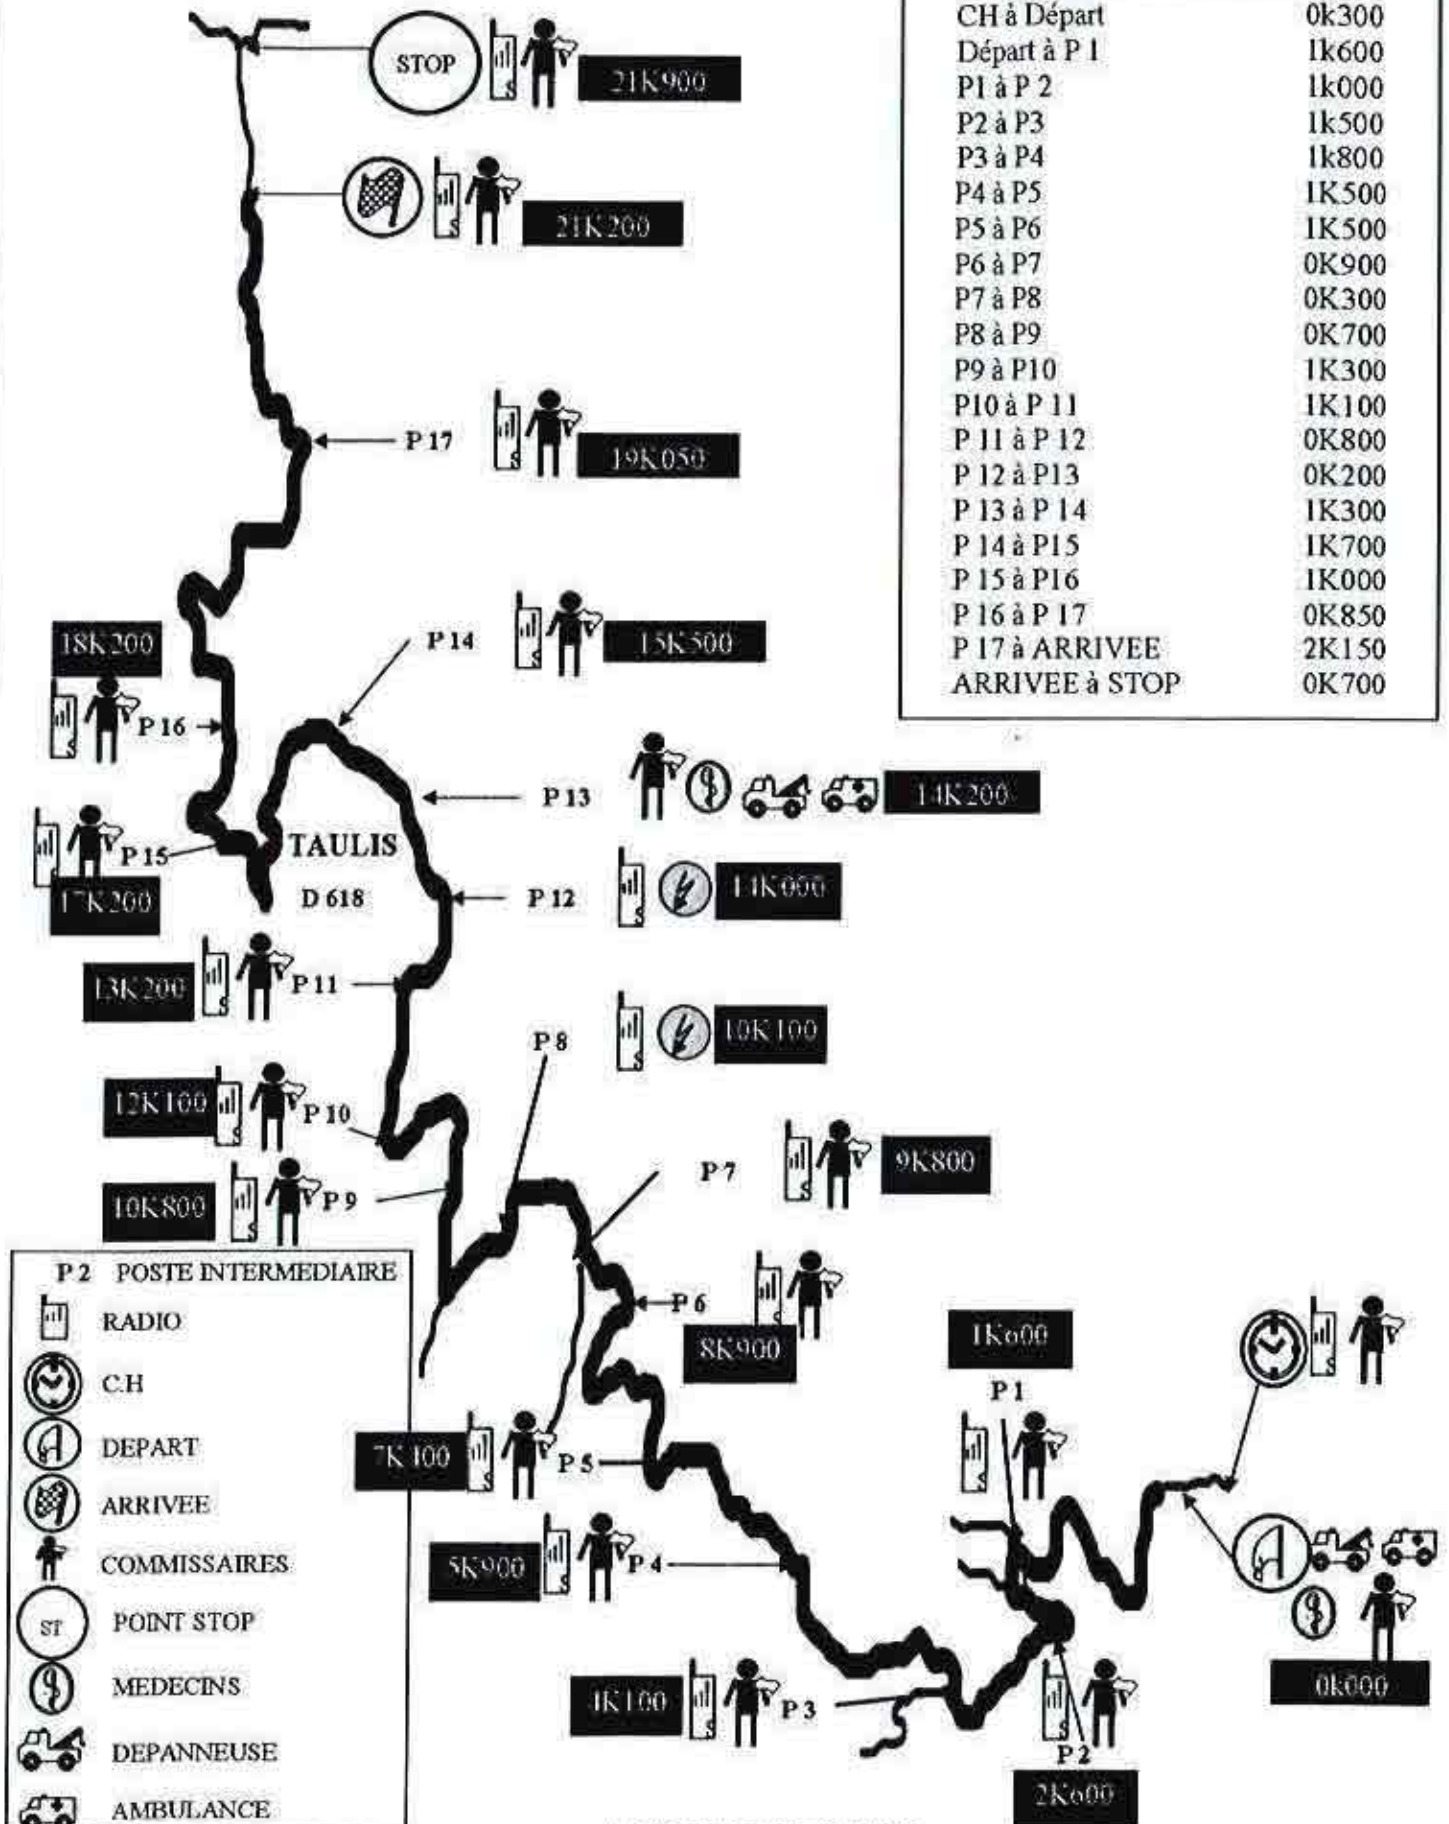 STOP
21K900
21K200
P 17
19K050
18K200
P 14
15K500
P 16
P 13
14K200
TAULIS
P 15
17K200
D 618
P 12
14K000
13K200
P 11
P 8
10K100
12K100
P 10
P 7
9K800
10K800
P 9
P 6
8K900
1K600
P 1
7K400
P 5
5K900
P 4
4K100
P 3
P 2
2K600
0k000
CH à Départ 0k300
Départ à P 1 1k600
P1 à P 2 1k000
P2 à P3 1k500
P3 à P4 1k800
P4 à P5 1K500
P5 à P6 1K500
P6 à P7 0K900
P7 à P8 0K300
P8 à P9 0K700
P9 à P10 1K300
P10 à P 11 1K100
P 11 à P 12 0K800
P 12 à P13 0K200
P 13 à P 14 1K300
P 14 à P15 1K700
P 15 à P16 1K000
P 16 à P 17 0K850
P 17 à ARRIVEE 2K150
ARRIVEE à STOP 0K700
P 2 POSTE INTERMEDIAIRE
RADIO
C.H
DEPART
ARRIVEE
COMMISSAIRES
ST POINT STOP
MEDECINS
DEPANNEUSE
AMBULANCE